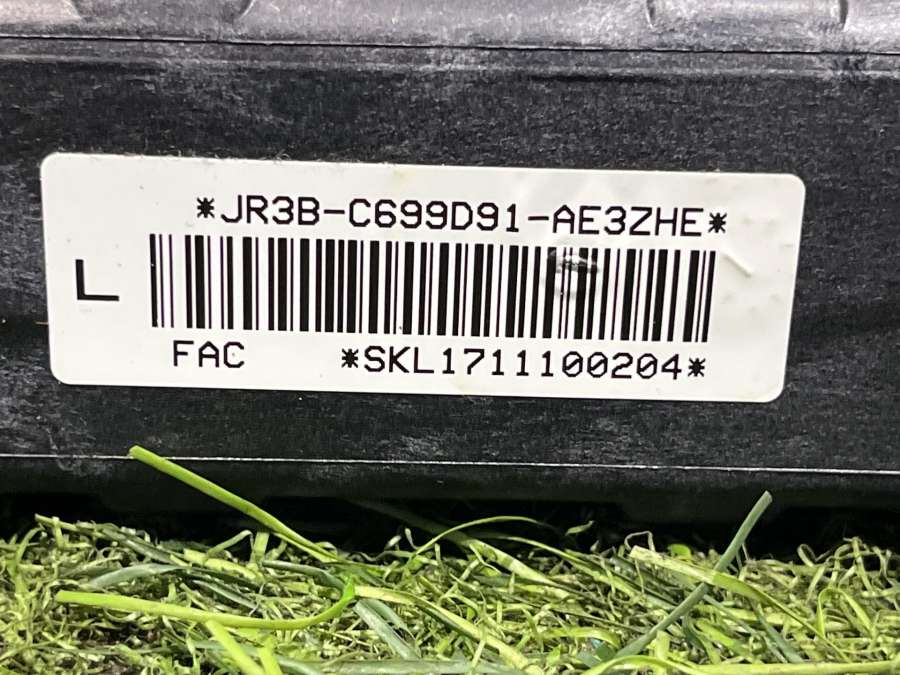 *JR3B-C699D91-AE3ZHE*
L
FAC *SKL1711100204*